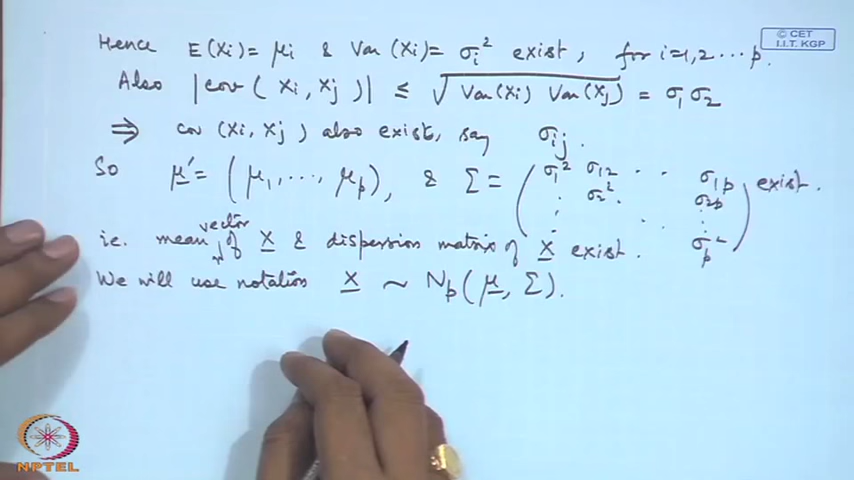 Hence E(Xi) = μi & Var(Xi) = σi² exist, for i=1,2 ... p.
© CET
I.I.T. KGP
Also |cov(Xi, Xj)| ≤ √Var(Xi) Var(Xj) = σ1 σ2
⇒ cov(Xi, Xj) also exist, say σij.
So μ' = (μ1, ..., μp), & Σ = ( σ1² σ12 .. σ1p exist.
: σ2² . σ2p
: . . :
σp² )
i.e. mean vector of X & dispersion matrix of X exist.
We will use notation X ~ Np(μ, Σ).
NPTEL